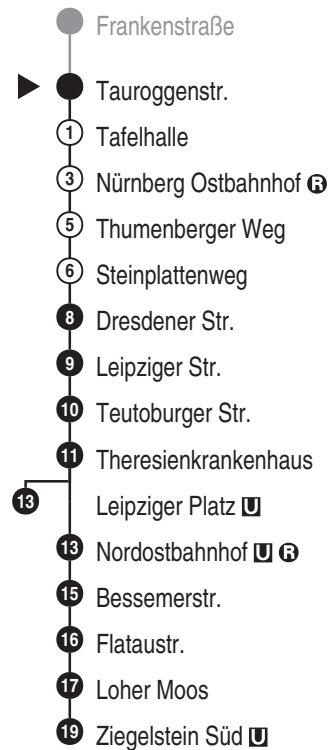 Frankenstraße
Tauroggenstr.
1 Tafelhalle
3 Nürnberg Ostbahnhof R
5 Thumenberger Weg
6 Steinplattenweg
8 Dresdener Str.
9 Leipziger Str.
10 Teutoburger Str.
11 Theresienkrankenhaus
13 Leipziger Platz U
13 Nordostbahnhof U R
15 Bessemerstr.
16 Flataustr.
17 Loher Moos
19 Ziegelstein Süd U